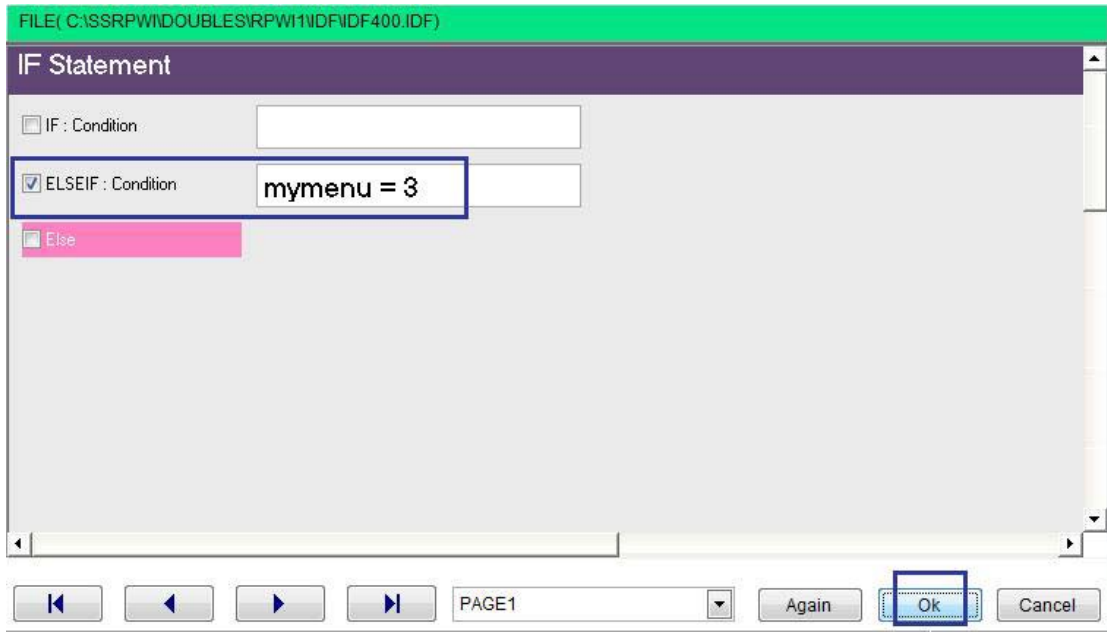 FILE( C:\SSRPWI\DOUBLES\RPWI1\IDF\IDF400.IDF)
IF Statement
IF : Condition
ELSEIF : Condition
mymenu = 3
Else
PAGE1
Again
Ok
Cancel